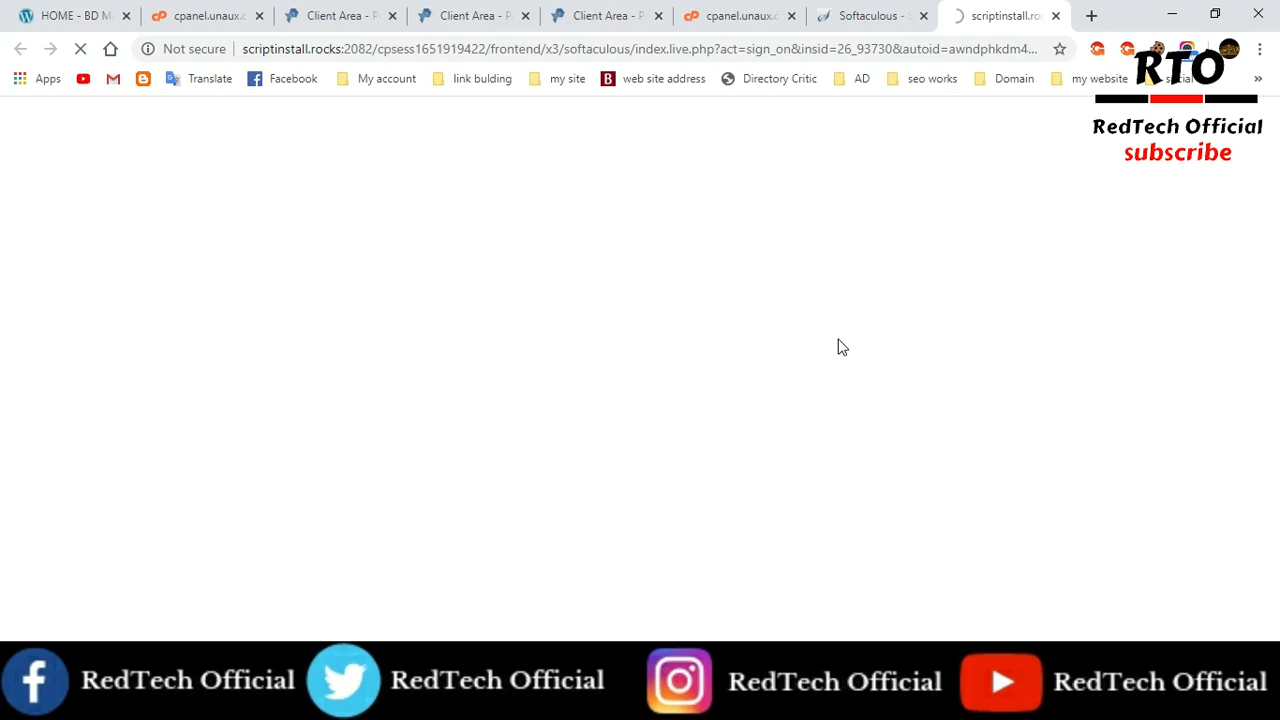 HOME - BD M
cpanel.unaux.c
Client Area - P
Client Area - P
Client Area - P
cpanel.unaux.c
Softaculous - S
scriptinstall.ro
Not secure
scriptinstall.rocks:2082/cpsess1651919422/frontend/x3/softaculous/index.live.php?act=sign_on&insid=26_93730&autoid=awndphkdm4...
Apps
Translate
Facebook
My account
link bulding
my site
B
web site address
Directory Critic
AD
seo works
Domain
my website
RTO
RedTech Official
subscribe
RedTech Official
RedTech Official
RedTech Official
RedTech Official